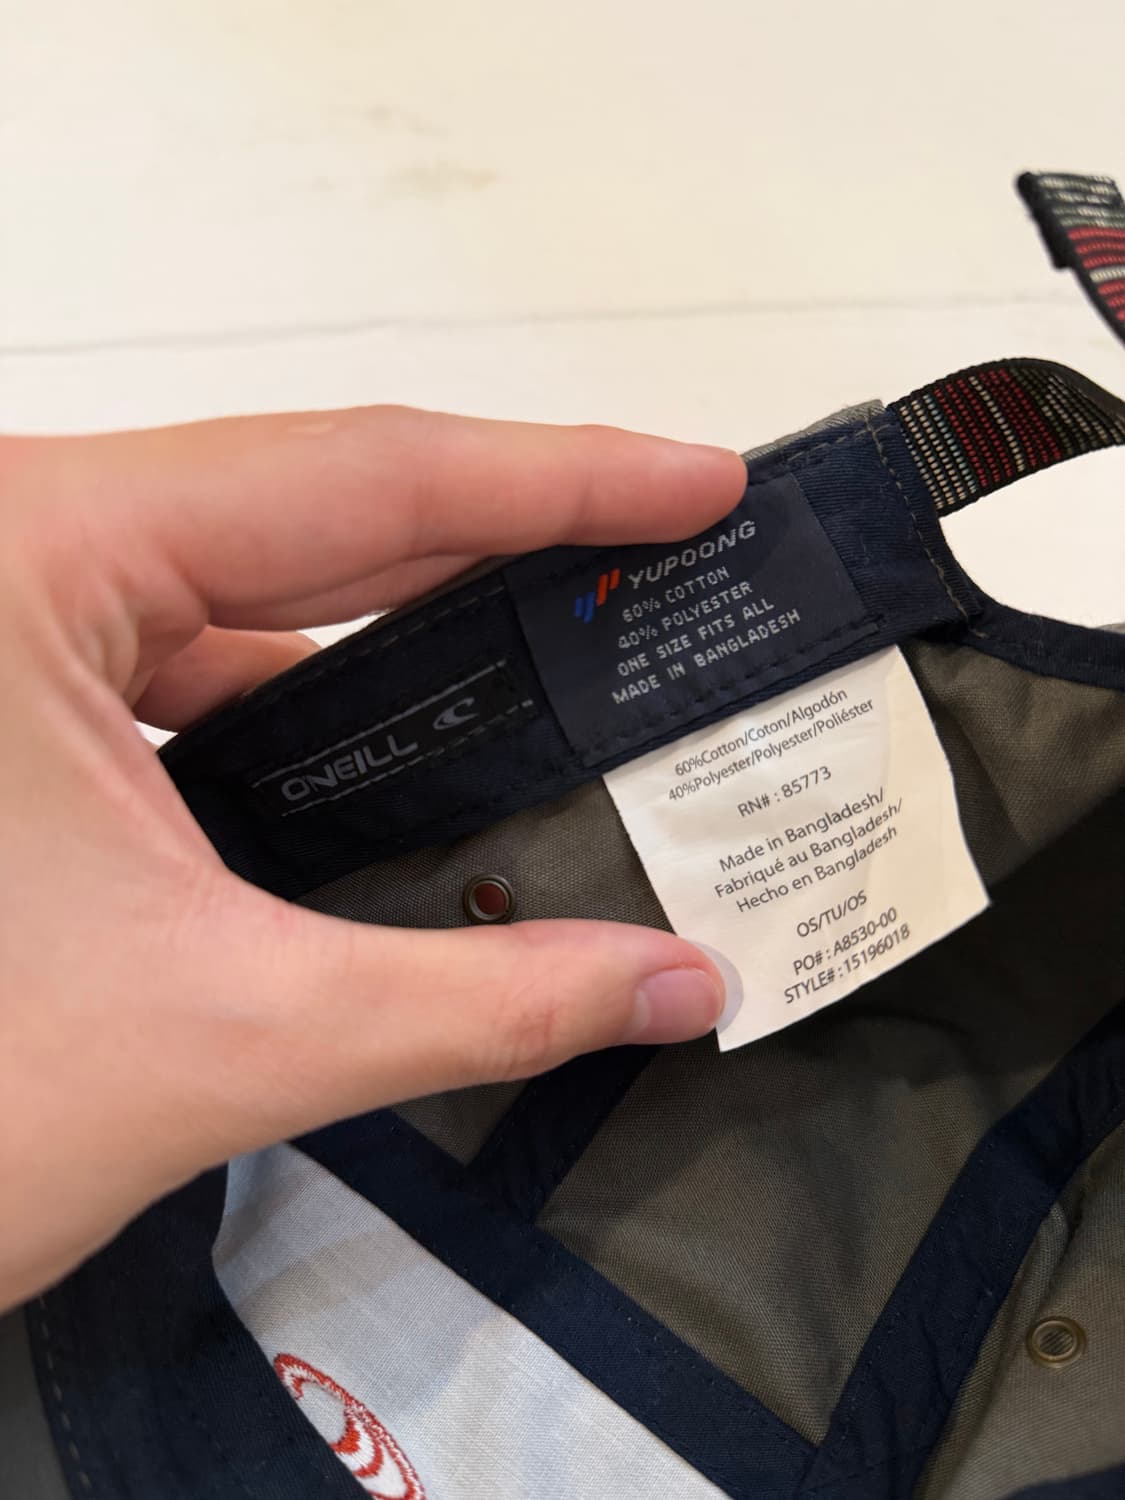 YUPOONG
60% COTTON
40% POLYESTER
ONE SIZE FITS ALL
MADE IN BANGLADESH
O'NEILL
60%Cotton/Coton/Algodón
40%Polyester/Polyester/Poliéster
RN# : 85773
Made in Bangladesh/
Fabriqué au Bangladesh/
Hecho en Bangladesh
OS/TU/OS
PO# : A8530-00
STYLE# : 15196018